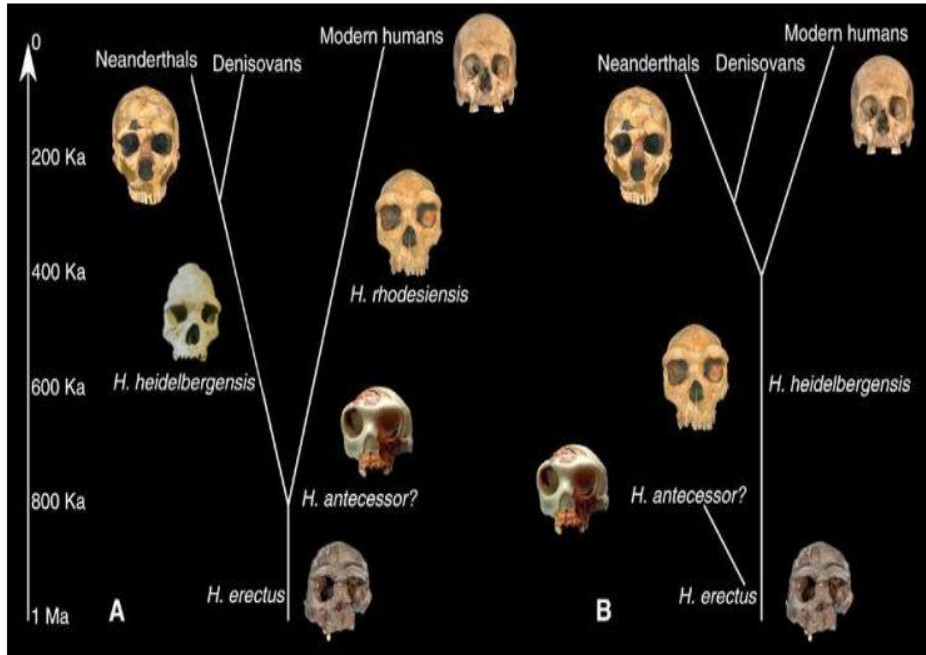 0
200 Ka
400 Ka
600 Ka
800 Ka
1 Ma
Neanderthals
Denisovans
Modern humans
H. rhodesiensis
H. heidelbergensis
H. antecessor?
H. erectus
A
Neanderthals
Denisovans
Modern humans
H. heidelbergensis
H. antecessor?
H. erectus
B